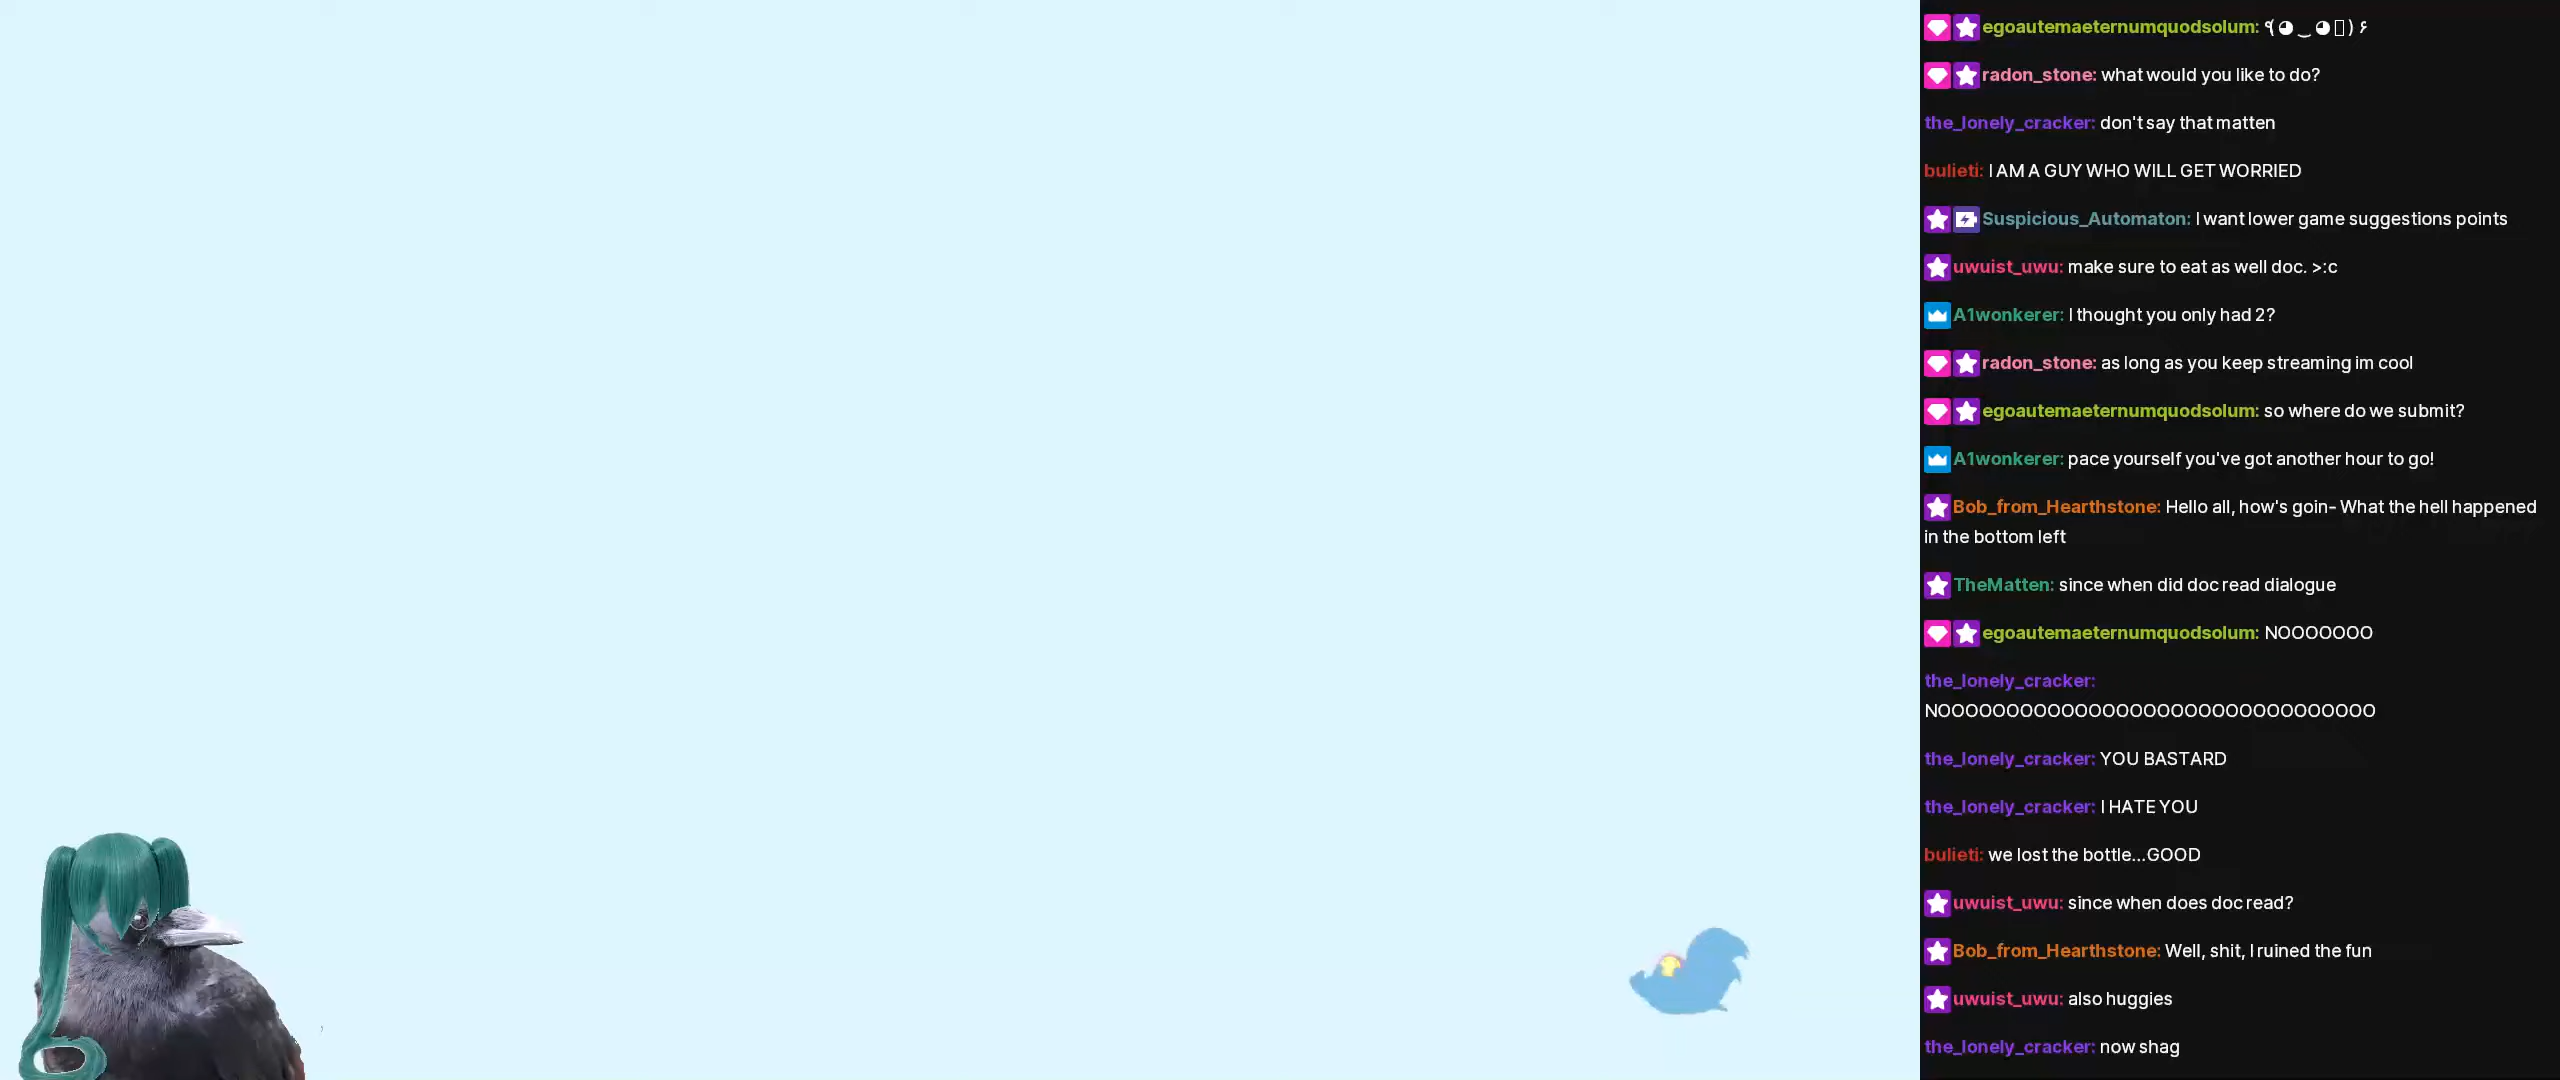 egoautemaeternumquodsolum: ٩(◕‿◕｡)۶
radon_stone: what would you like to do?
the_lonely_cracker: don't say that matten
bulieti: I AM A GUY WHO WILL GET WORRIED
Suspicious_Automaton: I want lower game suggestions points
uwuist_uwu: make sure to eat as well doc. >:c
A1wonkerer: I thought you only had 2?
radon_stone: as long as you keep streaming im cool
egoautemaeternumquodsolum: so where do we submit?
A1wonkerer: pace yourself you've got another hour to go!
Bob_from_Hearthstone: Hello all, how's goin- What the hell happened
in the bottom left
TheMatten: since when did doc read dialogue
egoautemaeternumquodsolum: NOOOOOOO
the_lonely_cracker:
NOOOOOOOOOOOOOOOOOOOOOOOOOOOOOOOO
the_lonely_cracker: YOU BASTARD
the_lonely_cracker: I HATE YOU
bulieti: we lost the bottle...GOOD
uwuist_uwu: since when does doc read?
Bob_from_Hearthstone: Well, shit, I ruined the fun
uwuist_uwu: also huggies
the_lonely_cracker: now shag